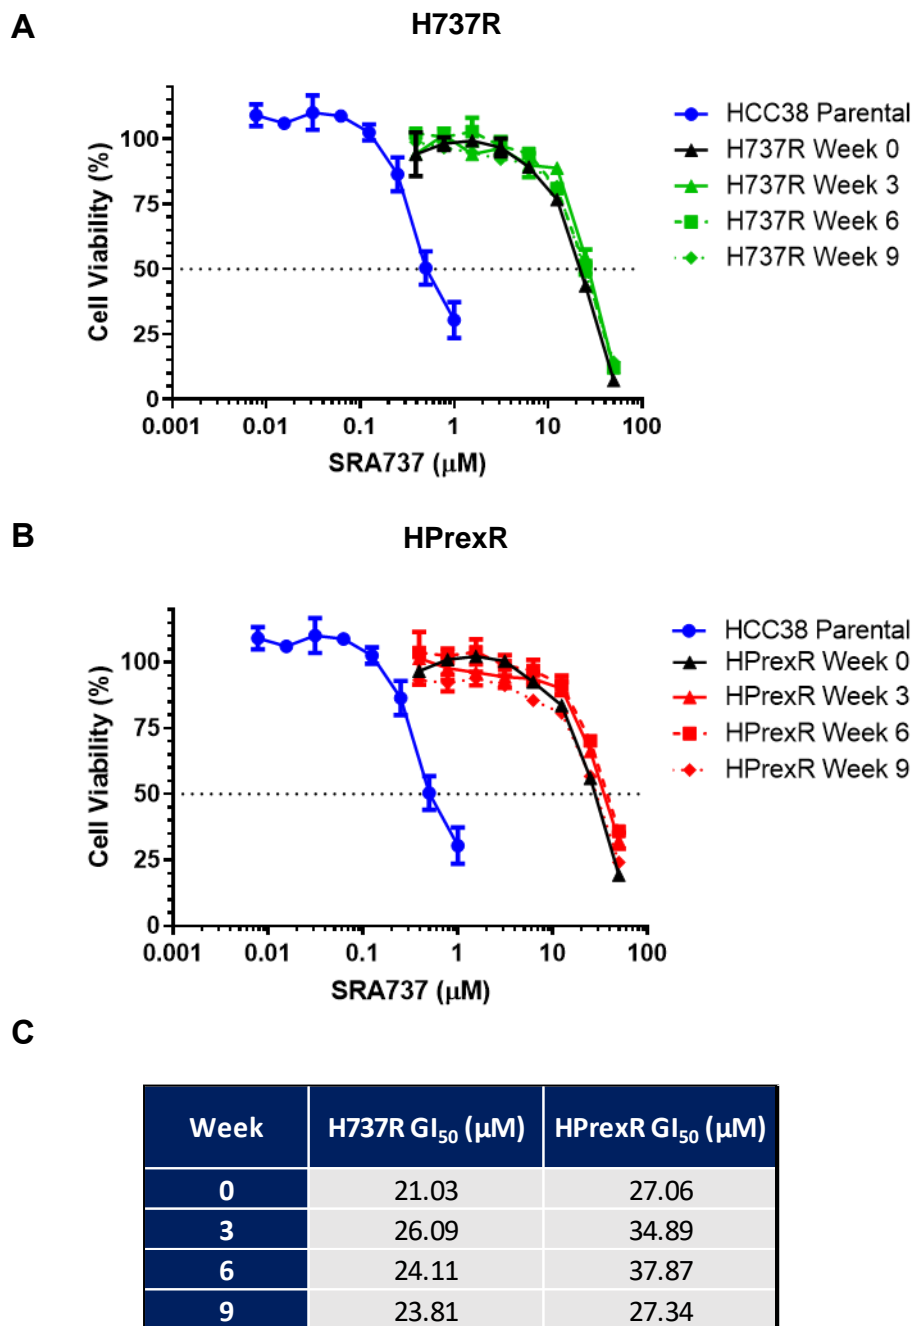 A
H737R
Cell Viability (%)
100
75
50
25
0
0.001 0.01 0.1 1 10 100
SRA737 (μM)
HCC38 Parental
H737R Week 0
H737R Week 3
H737R Week 6
H737R Week 9
B
HPrexR
Cell Viability (%)
100
75
50
25
0
0.001 0.01 0.1 1 10 100
SRA737 (μM)
HCC38 Parental
HPrexR Week 0
HPrexR Week 3
HPrexR Week 6
HPrexR Week 9
C
Week H737R GI50 (μM) HPrexR GI50 (μM)
0 21.03 27.06
3 26.09 34.89
6 24.11 37.87
9 23.81 27.34